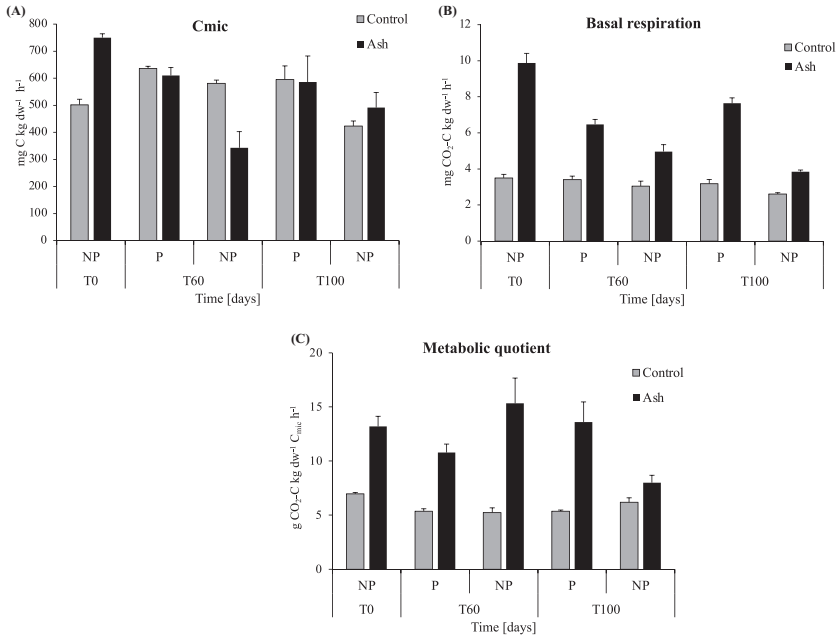 (A)
Cmic
Control
Ash
mg C kg dw⁻¹ h⁻¹
800
700
600
500
400
300
200
100
0
NP P NP P NP
T0 T60 T100
Time [days]
(B)
Basal respiration
Control
Ash
mg CO₂-C kg dw⁻¹ h⁻¹
12
10
8
6
4
2
0
NP P NP P NP
T0 T60 T100
Time [days]
(C)
Metabolic quotient
Control
Ash
g CO₂-C kg dw⁻¹ Cmic h⁻¹
20
15
10
5
0
NP P NP P NP
T0 T60 T100
Time [days]